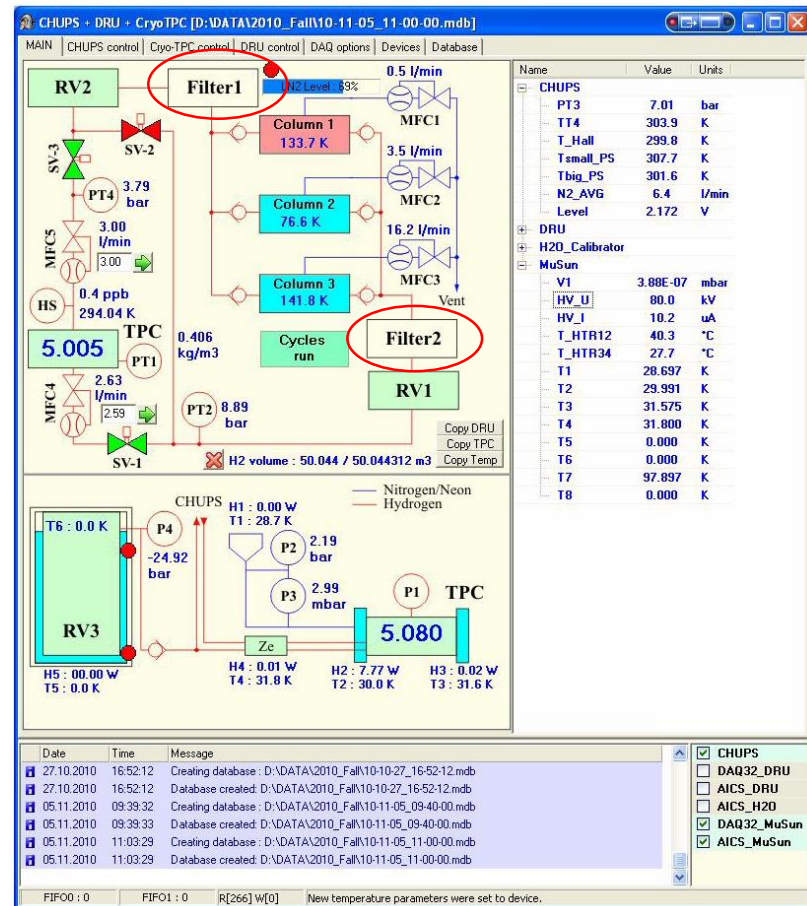 CHUPS + DRU + CryoTPC [D:\DATA\2010_Fall\10-11-05_11-00-00.mdb]
MAIN CHUPS control Cryo-TPC control DRU control DAQ options Devices Database
RV2
Filter1
LN2 Level : 69%
0.5 l/min
MFC1
Column 1
133.7 K
SV-3
SV-2
3.5 l/min
MFC2
PT4
3.79
bar
Column 2
76.6 K
MFC5
3.00
l/min
3.00
16.2 l/min
MFC3
Column 3
141.8 K
Vent
HS
0.4 ppb
294.04 K
TPC
5.005
PT1
0.406
kg/m3
Cycles
run
Filter2
RV1
MFC4
2.63
l/min
2.59
PT2
8.89
bar
SV-1
Copy DRU
Copy TPC
Copy Temp
H2 volume : 50.044 / 50.044312 m3
CHUPS
H1 : 0.00 W
T1 : 28.7 K
Nitrogen/Neon
Hydrogen
T6 : 0.0 K
P4
-24.92
bar
P2
2.19
bar
P3
2.99
mbar
P1
TPC
5.080
RV3
Ze
H4 : 0.01 W
T4 : 31.8 K
H2 : 7.77 W
T2 : 30.0 K
H3 : 0.02 W
T3 : 31.6 K
H5 : 00.00 W
T5 : 0.0 K
Name Value Units
CHUPS
PT3 7.01 bar
TT4 303.9 K
T_Hall 299.8 K
Tsmall_PS 307.7 K
Tbig_PS 301.6 K
N2_AVG 6.4 l/min
Level 2.172 V
DRU
H2O_Calibrator
MuSun
V1 3.88E-07 mbar
HV_U 80.0 kV
HV_I 10.2 uA
T_HTR12 40.3 °C
T_HTR34 27.7 °C
T1 28.697 K
T2 29.991 K
T3 31.575 K
T4 31.800 K
T5 0.000 K
T6 0.000 K
T7 97.897 K
T8 0.000 K
Date Time Message
27.10.2010 16:52:12 Creating database : D:\DATA\2010_Fall\10-10-27_16-52-12.mdb
27.10.2010 16:52:12 Database created: D:\DATA\2010_Fall\10-10-27_16-52-12.mdb
05.11.2010 09:39:32 Creating database : D:\DATA\2010_Fall\10-11-05_09-40-00.mdb
05.11.2010 09:39:33 Database created: D:\DATA\2010_Fall\10-11-05_09-40-00.mdb
05.11.2010 11:03:29 Creating database : D:\DATA\2010_Fall\10-11-05_11-00-00.mdb
05.11.2010 11:03:29 Database created: D:\DATA\2010_Fall\10-11-05_11-00-00.mdb
CHUPS
DAQ32_DRU
AICS_DRU
AICS_H2O
DAQ32_MuSun
AICS_MuSun
FIFO0 : 0 FIFO1 : 0 R[266] W[0] New temperature parameters were set to device.